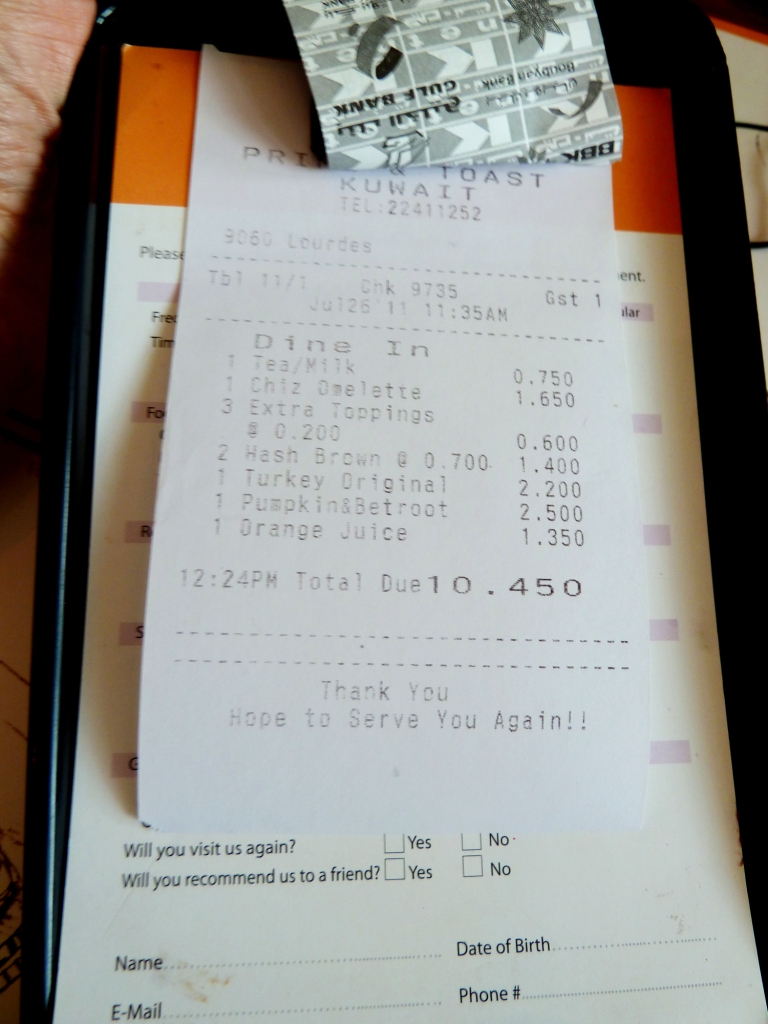 GULF BANK
Boubyan Bank
BBK
& TOAST
KUWAIT
TEL:22411252
9060 Lourdes
Tbl 11/1 Chk 9735 Gst 1
Jul26'11 11:35AM
Dine In
1 Tea/Milk 0.750
1 Chiz Omelette 1.650
3 Extra Toppings
@ 0.200 0.600
2 Hash Brown @ 0.700 1.400
1 Turkey Original 2.200
1 Pumpkin&Betroot 2.500
1 Orange Juice 1.350
12:24PM Total Due 10.450
Thank You
Hope to Serve You Again!!
Will you visit us again? Yes No
Will you recommend us to a friend? Yes No
Name
Date of Birth
E-Mail
Phone #